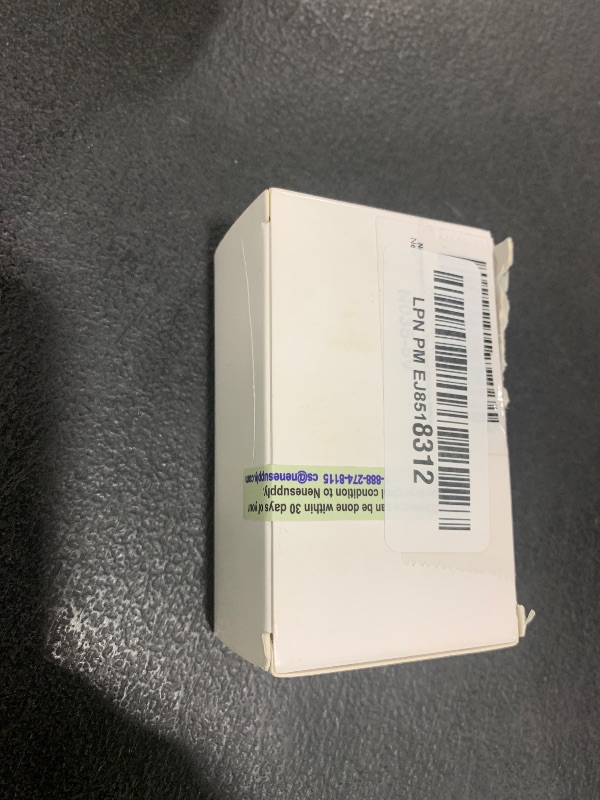 LPN PM EJ8518312
an be done within 30 days of your
l condition to Nenesupply,
-888-274-8115 cs@nenesupply.com